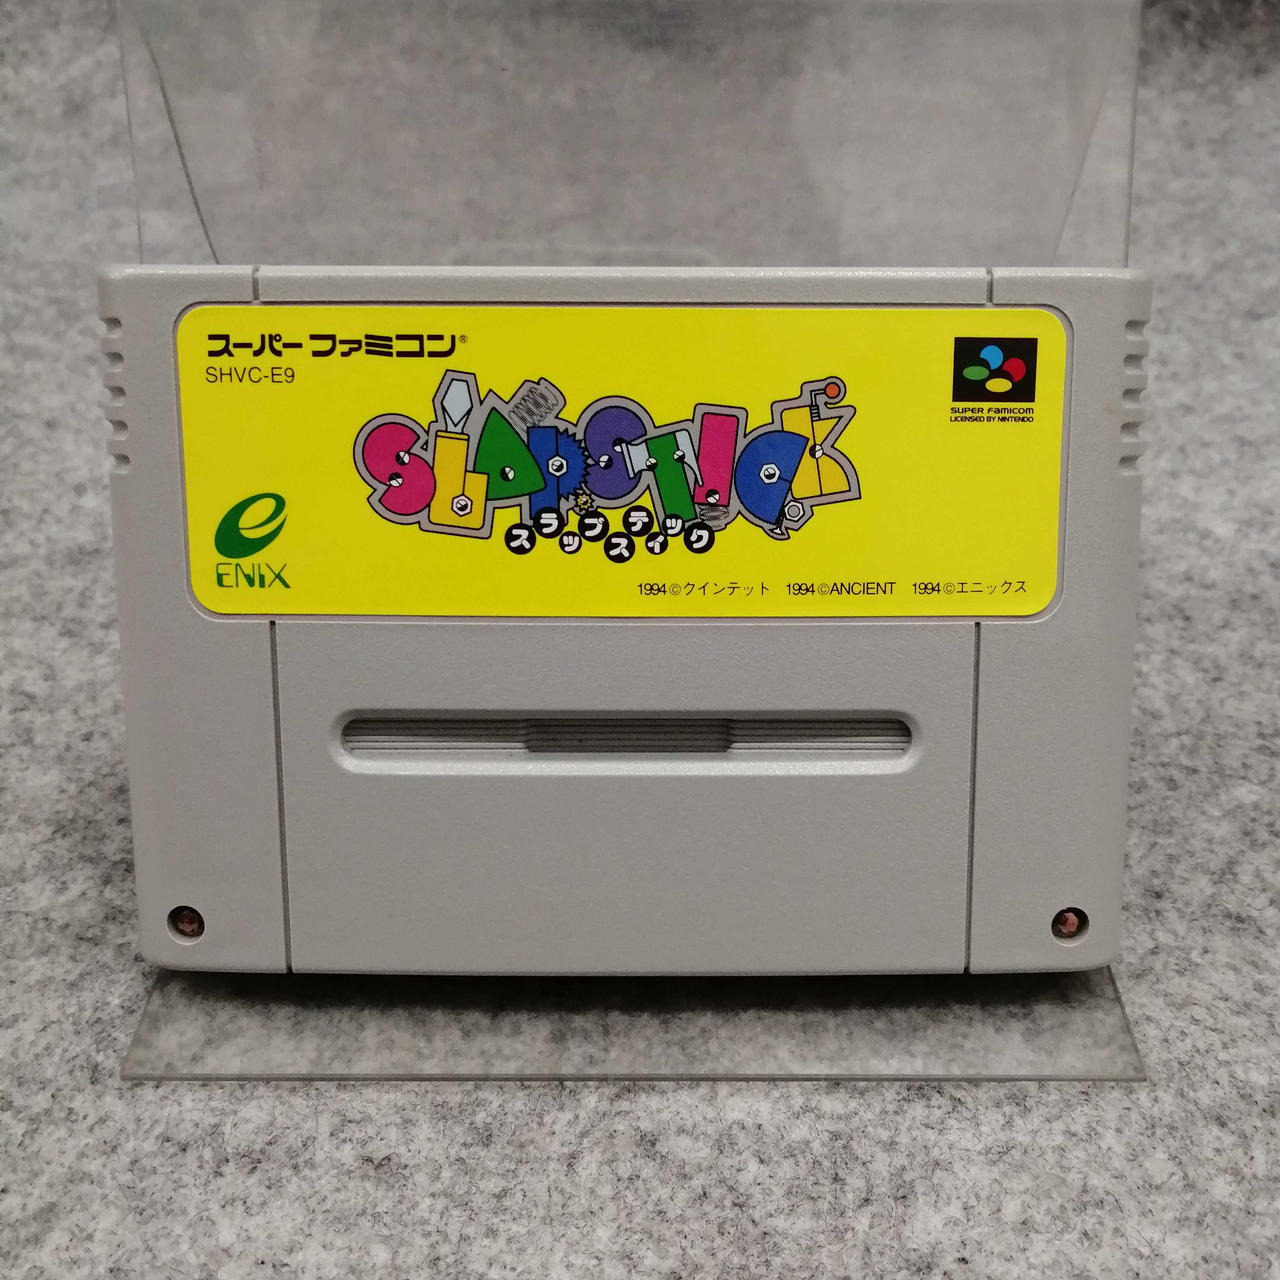 スーパーファミコン®
SHVC-E9
SLAPSTICK
スラップスティック
SUPER FAMICOM
LICENSED BY NINTENDO
e
ENIX
1994 ©クインテット 1994 ©ANCIENT 1994 ©エニックス